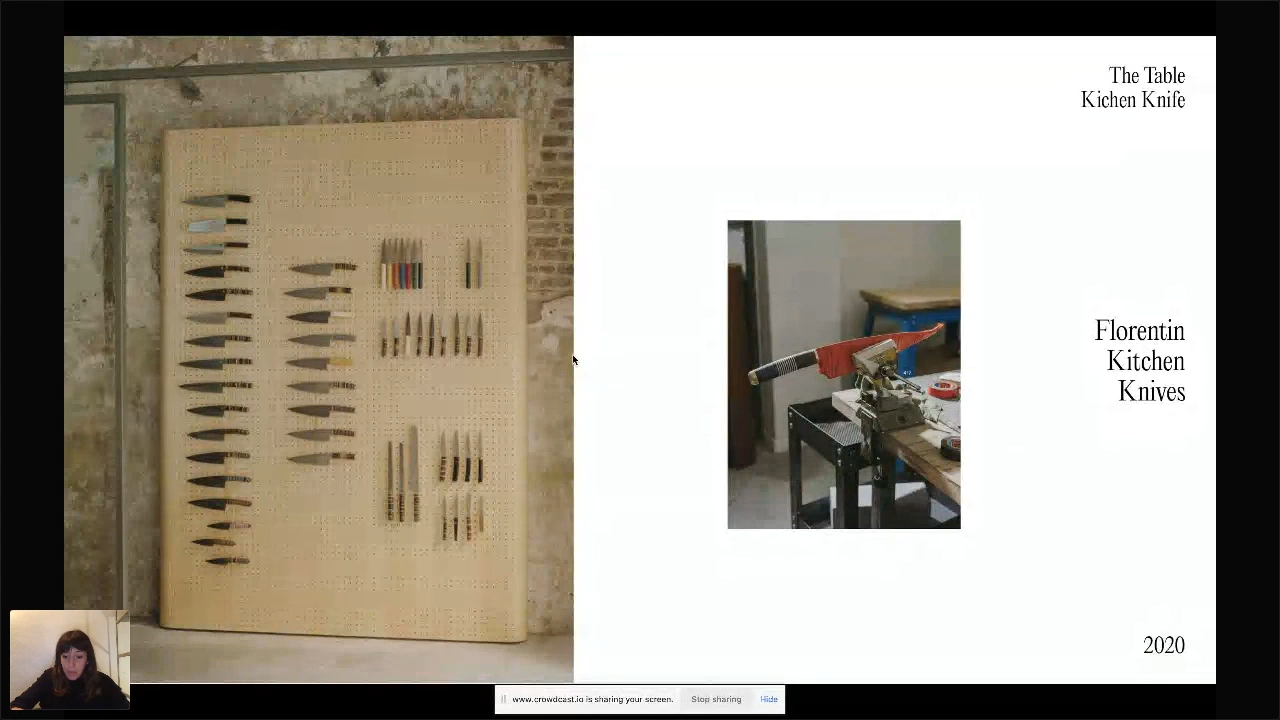 The Table
Kichen Knife
Florentin
Kitchen
Knives
2020
www.crowdcast.io is sharing your screen.
Stop sharing
Hide